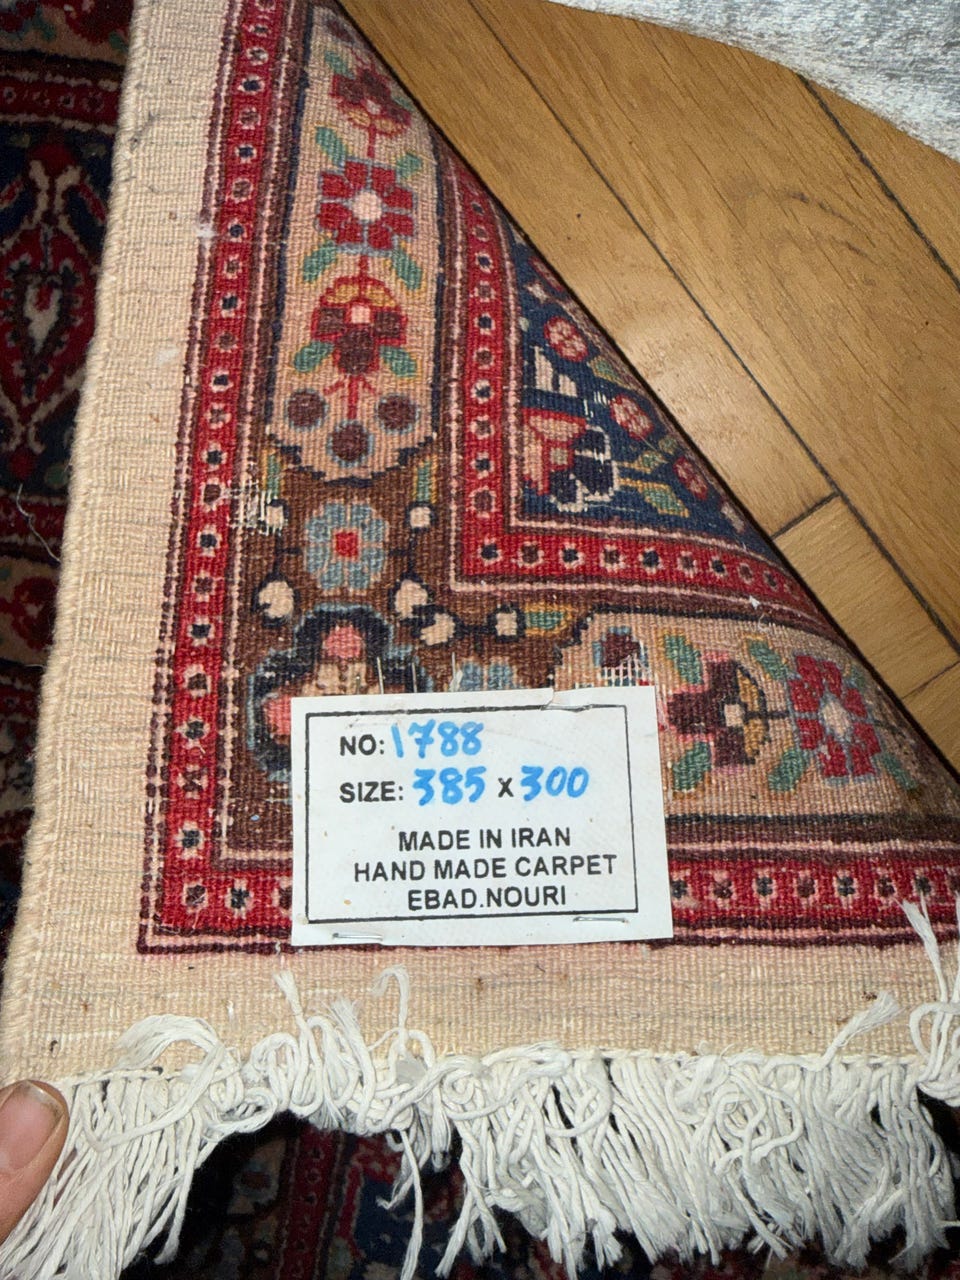 NO: 1788
SIZE: 385 X 300
MADE IN IRAN
HAND MADE CARPET
EBAD.NOURI